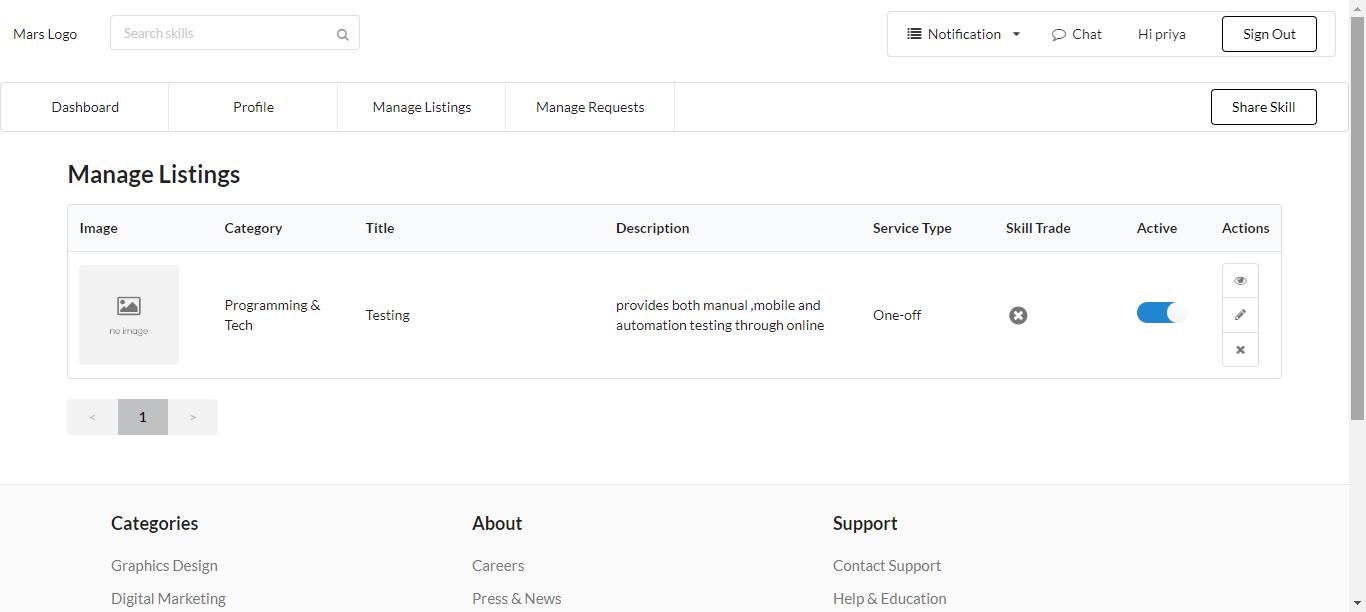 Mars Logo
Search skills
Notification
Chat
Hi priya
Sign Out
Dashboard
Profile
Manage Listings
Manage Requests
Share Skill
Manage Listings
Image
Category
Title
Description
Service Type
Skill Trade
Active
Actions
no image
Programming &
Tech
Testing
provides both manual ,mobile and
automation testing through online
One-off
<
1
>
Categories
About
Support
Graphics Design
Careers
Contact Support
Digital Marketing
Press & News
Help & Education